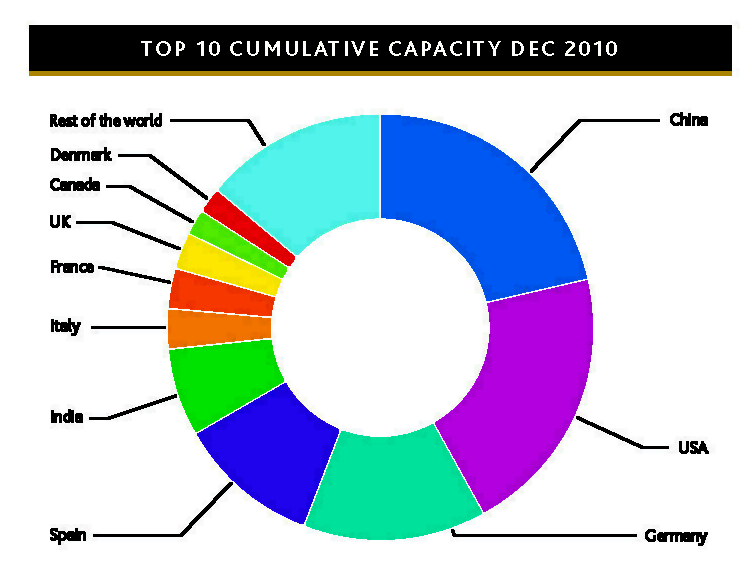 TOP 10 CUMULATIVE CAPACITY DEC 2010
Rest of the world
China
Denmark
Canada
UK
France
Italy
India
USA
Spain
Germany